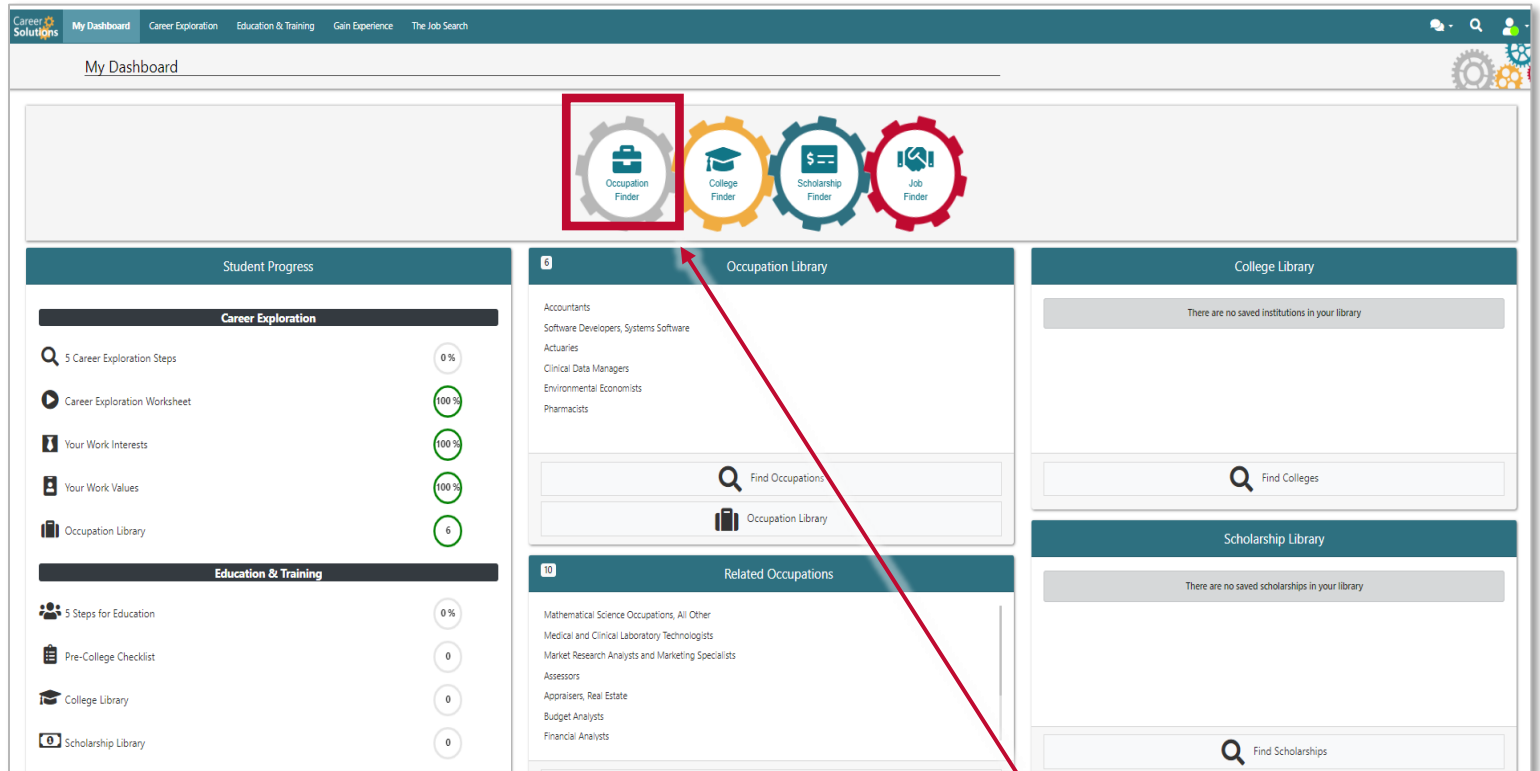 Career
Solutions
My Dashboard
Career Exploration
Education & Training
Gain Experience
The Job Search
My Dashboard
Occupation
Finder
College
Finder
Scholarship
Finder
Job
Finder
Student Progress
Career Exploration
5 Career Exploration Steps
0 %
Career Exploration Worksheet
100 %
Your Work Interests
100 %
Your Work Values
100 %
Occupation Library
6
Education & Training
5 Steps for Education
0 %
Pre-College Checklist
0
College Library
0
Scholarship Library
0
6
Occupation Library
Accountants
Software Developers, Systems Software
Actuaries
Clinical Data Managers
Environmental Economists
Pharmacists
Find Occupations
Occupation Library
10
Related Occupations
Mathematical Science Occupations, All Other
Medical and Clinical Laboratory Technologists
Market Research Analysts and Marketing Specialists
Assessors
Appraisers, Real Estate
Budget Analysts
Financial Analysts
College Library
There are no saved institutions in your library
Find Colleges
Scholarship Library
There are no saved scholarships in your library
Find Scholarships